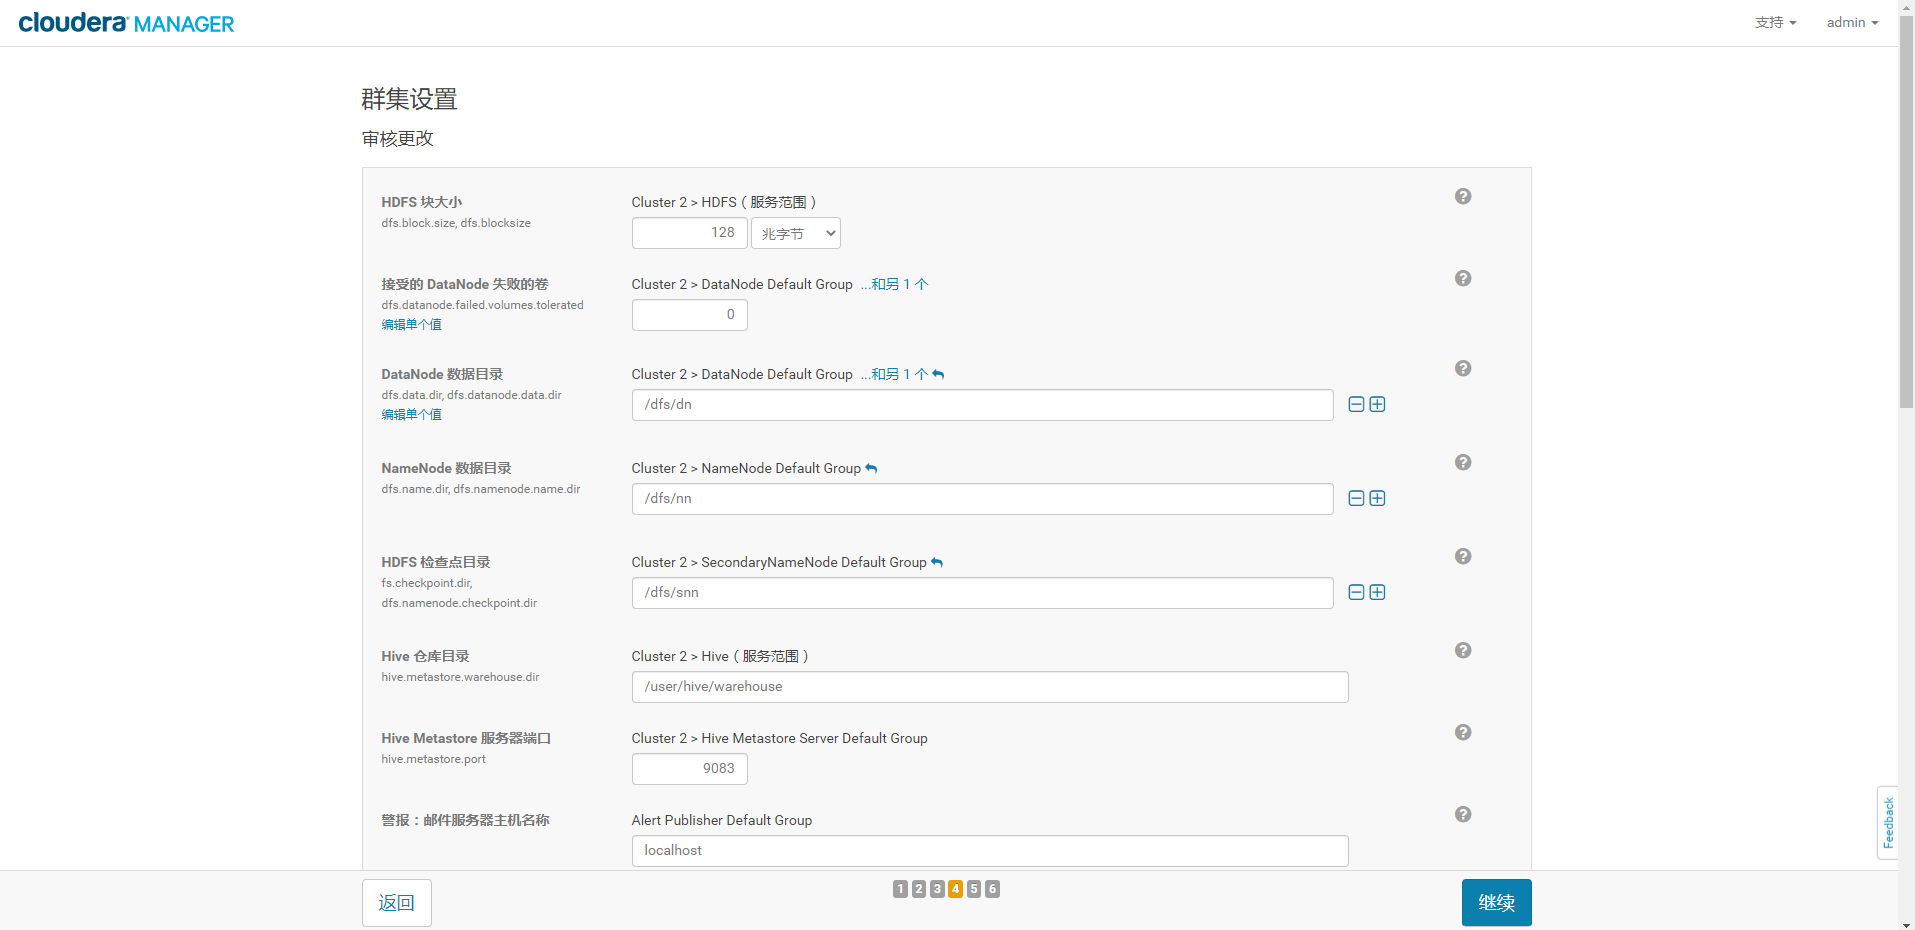 cloudera MANAGER
支持 admin
群集设置
审核更改
HDFS 块大小
dfs.block.size, dfs.blocksize
Cluster 2 > HDFS（服务范围）
128 兆字节
接受的 DataNode 失败的卷
dfs.datanode.failed.volumes.tolerated
编辑单个值
Cluster 2 > DataNode Default Group ...和另 1 个
0
DataNode 数据目录
dfs.data.dir, dfs.datanode.data.dir
编辑单个值
Cluster 2 > DataNode Default Group ...和另 1 个
/dfs/dn
NameNode 数据目录
dfs.name.dir, dfs.namenode.name.dir
Cluster 2 > NameNode Default Group
/dfs/nn
HDFS 检查点目录
fs.checkpoint.dir,
dfs.namenode.checkpoint.dir
Cluster 2 > SecondaryNameNode Default Group
/dfs/snn
Hive 仓库目录
hive.metastore.warehouse.dir
Cluster 2 > Hive（服务范围）
/user/hive/warehouse
Hive Metastore 服务器端口
hive.metastore.port
Cluster 2 > Hive Metastore Server Default Group
9083
警报：邮件服务器主机名称
Alert Publisher Default Group
localhost
Feedback
返回
1 2 3 4 5 6
继续